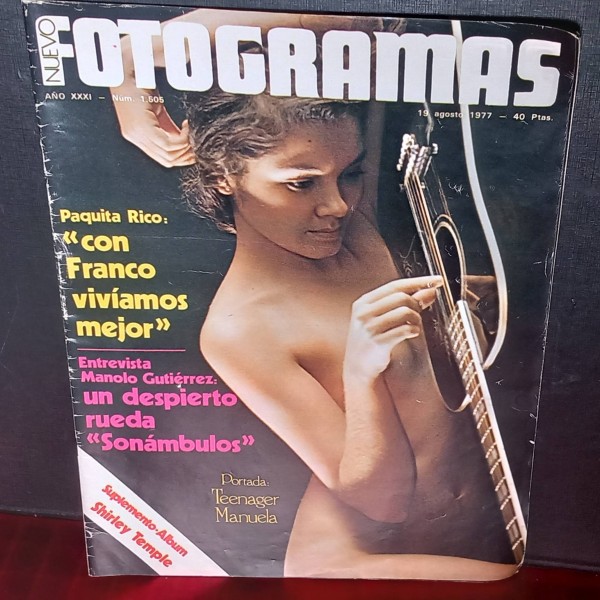 NUEVO
FOTOGRAMAS
AÑO XXXI — Núm. 1.505
19 agosto 1977 — 40 Ptas.
Paquita Rico:
«con
Franco
vivíamos
mejor»
Entrevista
Manolo Gutiérrez:
un despierto
rueda
«Sonámbulos»
Portada:
Teenager
Manuela
Suplemento-Album
Shirley Temple